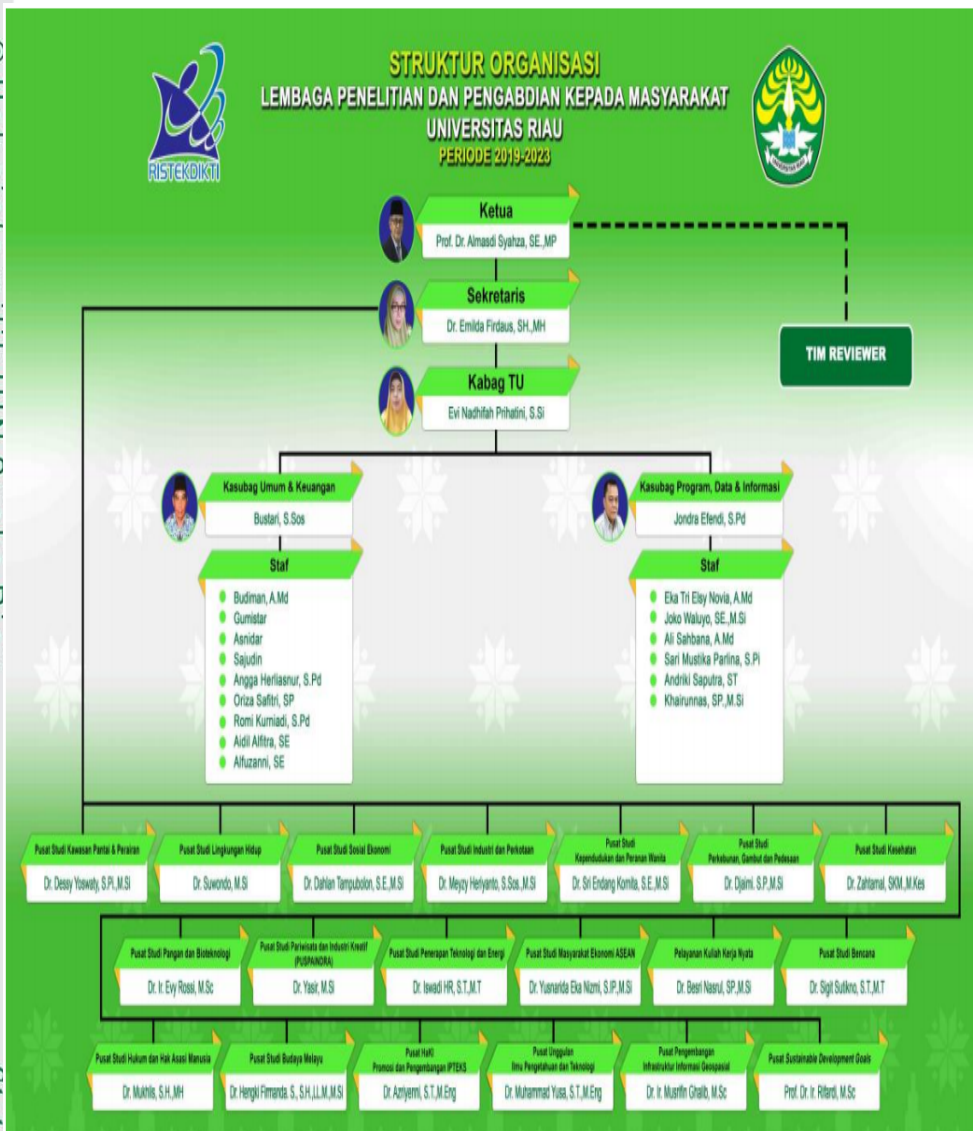 STRUKTUR ORGANISASI
LEMBAGA PENELITIAN DAN PENGABDIAN KEPADA MASYARAKAT
UNIVERSITAS RIAU
PERIODE 2019-2023
RISTEKDIKTI
Ketua
Prof. Dr. Almasdi Syahza, SE.,MP
Sekretaris
Dr. Emilda Firdaus, SH.,MH
TIM REVIEWER
Kabag TU
Evi Nadhifah Prihatini, S.Si
Kasubag Umum & Keuangan
Bustari, S.Sos
Staf
Budiman, A.Md
Gumistar
Asnidar
Sajudin
Angga Herliasnur, S.Pd
Oriza Safitri, SP
Romi Kurniadi, S.Pd
Aidil Alfitra, SE
Alfuzanni, SE
Kasubag Program, Data & Informasi
Jondra Efendi, S.Pd
Staf
Eka Tri Elsy Novia, A.Md
Joko Waluyo, SE.,M.Si
Ali Sahbana, A.Md
Sari Mustika Parlina, S.Pi
Andriki Saputra, ST
Khairunnas, SP.,M.Si
Pusat Studi Kawasan Pantai & Perairan
Dr. Dessy Yoswaty, S.Pi.,M.Si
Pusat Studi Lingkungan Hidup
Dr. Suwondo, M.Si
Pusat Studi Sosial Ekonomi
Dr. Dahlan Tampubolon, S.E.,M.Si
Pusat Studi Industri dan Perkotaan
Dr. Meyzy Heriyanto, S.Sos.,M.Si
Pusat Studi
Kependudukan dan Peranan Wanita
Dr. Sri Endang Kornita, S.E.,M.Si
Pusat Studi
Perkebunan, Gambut dan Pedesaan
Dr. Djaimi. S.P.,M.Si
Pusat Studi Kesehatan
Dr. Zahtamal, SKM.,M.Kes
Pusat Studi Pangan dan Bioteknologi
Dr. Ir. Evy Rossi, M.Sc
Pusat Studi Pariwisata dan Industri Kreatif
(PUSPAINDRA)
Dr. Yasir, M.Si
Pusat Studi Penerapan Teknologi dan Energi
Dr. Iswadi HR, S.T.,M.T
Pusat Studi Masyarakat Ekonomi ASEAN
Dr. Yusnarida Eka Nizmi, S.IP.,M.Si
Pelayanan Kuliah Kerja Nyata
Dr. Besri Nasrul, SP.,M.Si
Pusat Studi Bencana
Dr. Sigit Sutikno, S.T.,M.T
Pusat Studi Hukum dan Hak Asasi Manusia
Dr. Mukhlis, S.H.,MH
Pusat Studi Budaya Melayu
Dr. Hengki Firmanda. S., S.H.,LL.M.,M.Si
Pusat HaKI
Promosi dan Pengembangan IPTEKS
Dr. Azriyenni, S.T.,M.Eng
Pusat Unggulan
Ilmu Pengetahuan dan Teknologi
Dr. Muhammad Yusa, S.T.,M.Eng
Pusat Pengembangan
Infrastruktur Informasi Geospasial
Dr. Ir. Musrifin Ghalib, M.Sc
Pusat Sustainable Development Goals
Prof. Dr. Ir. Rifardi, M.Sc